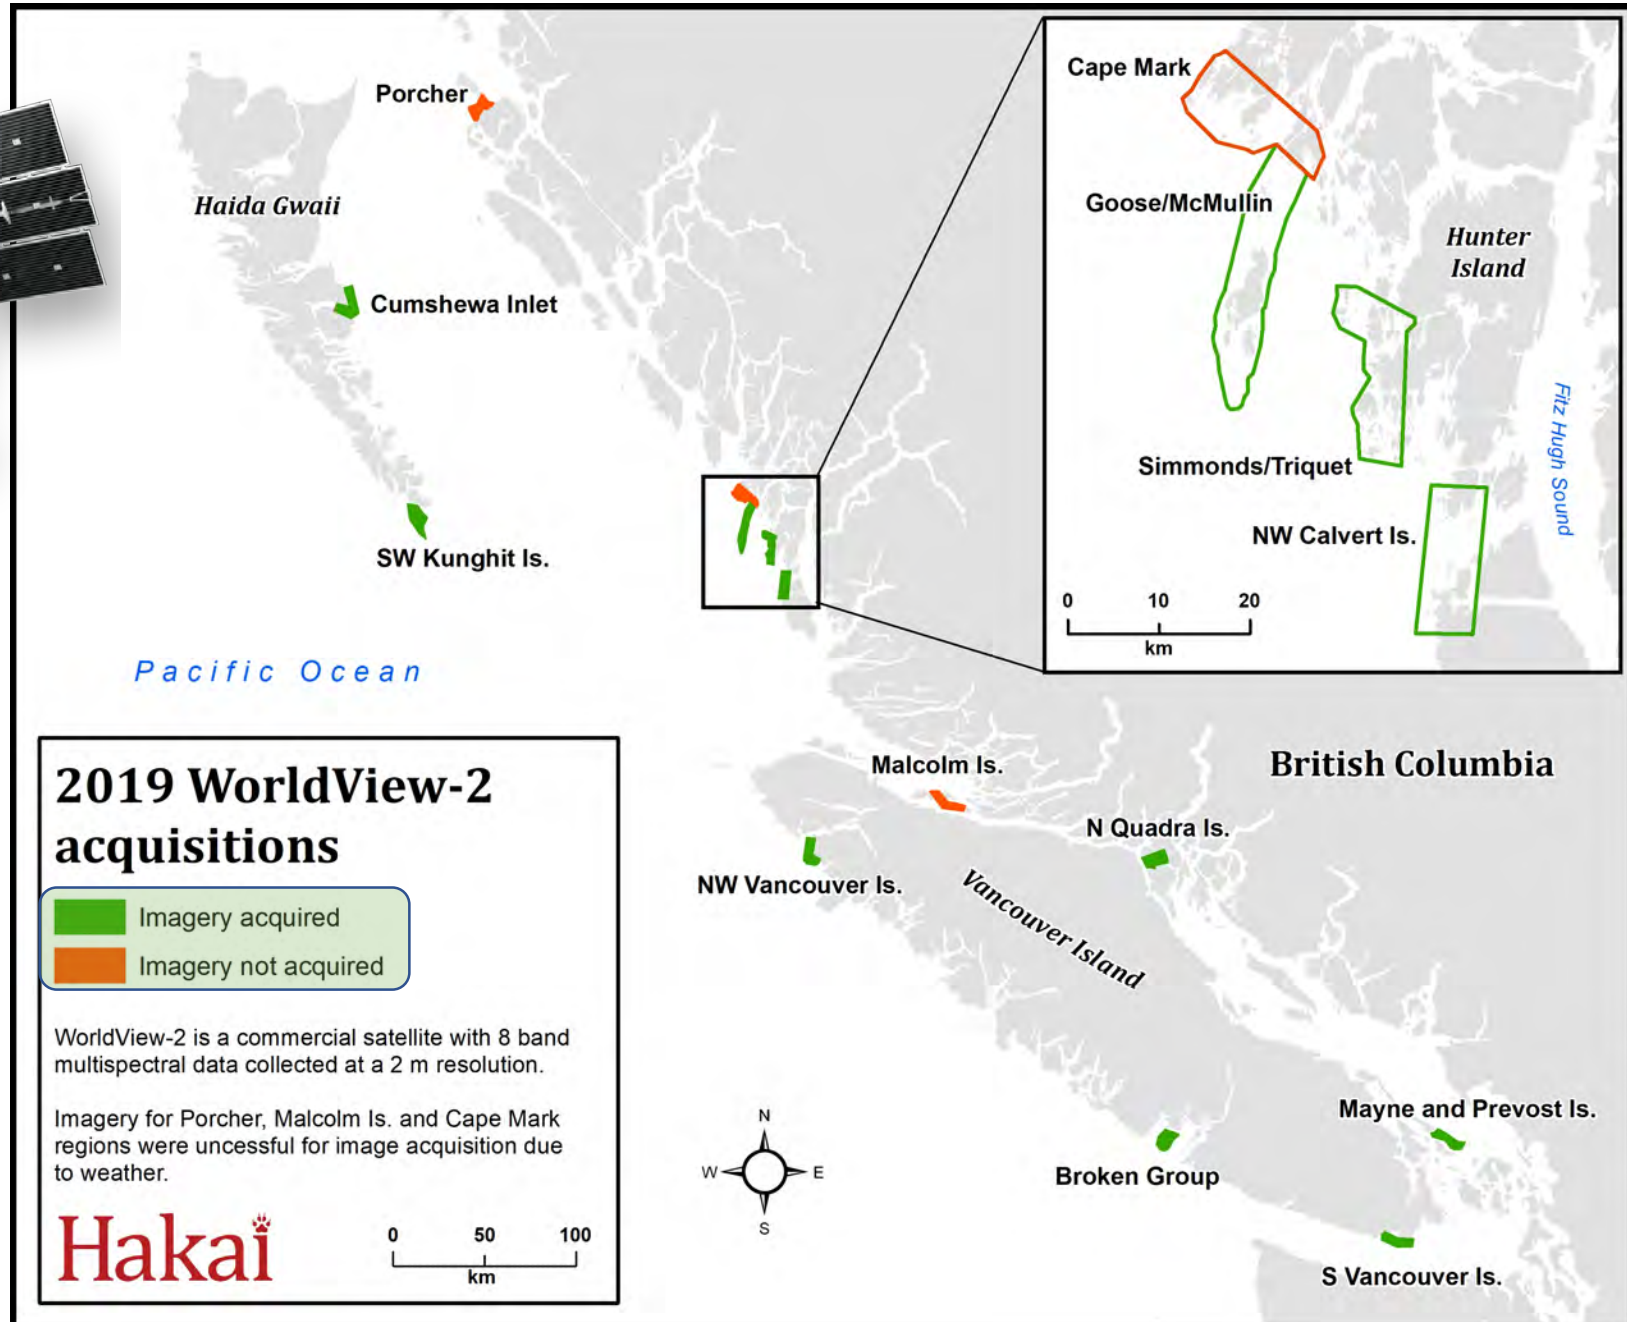 Porcher
Haida Gwaii
Cumshewa Inlet
SW Kunghit Is.
Pacific Ocean
Cape Mark
Goose/McMullin
Hunter
Island
Simmonds/Triquet
Fitz Hugh Sound
NW Calvert Is.
0 10 20
km
British Columbia
Malcolm Is.
N Quadra Is.
NW Vancouver Is.
Vancouver Island
Mayne and Prevost Is.
Broken Group
S Vancouver Is.
N
W E
S
2019 WorldView-2
acquisitions
Imagery acquired
Imagery not acquired
WorldView-2 is a commercial satellite with 8 band
multispectral data collected at a 2 m resolution.
Imagery for Porcher, Malcolm Is. and Cape Mark
regions were uncessful for image acquisition due
to weather.
Hakai
0 50 100
km